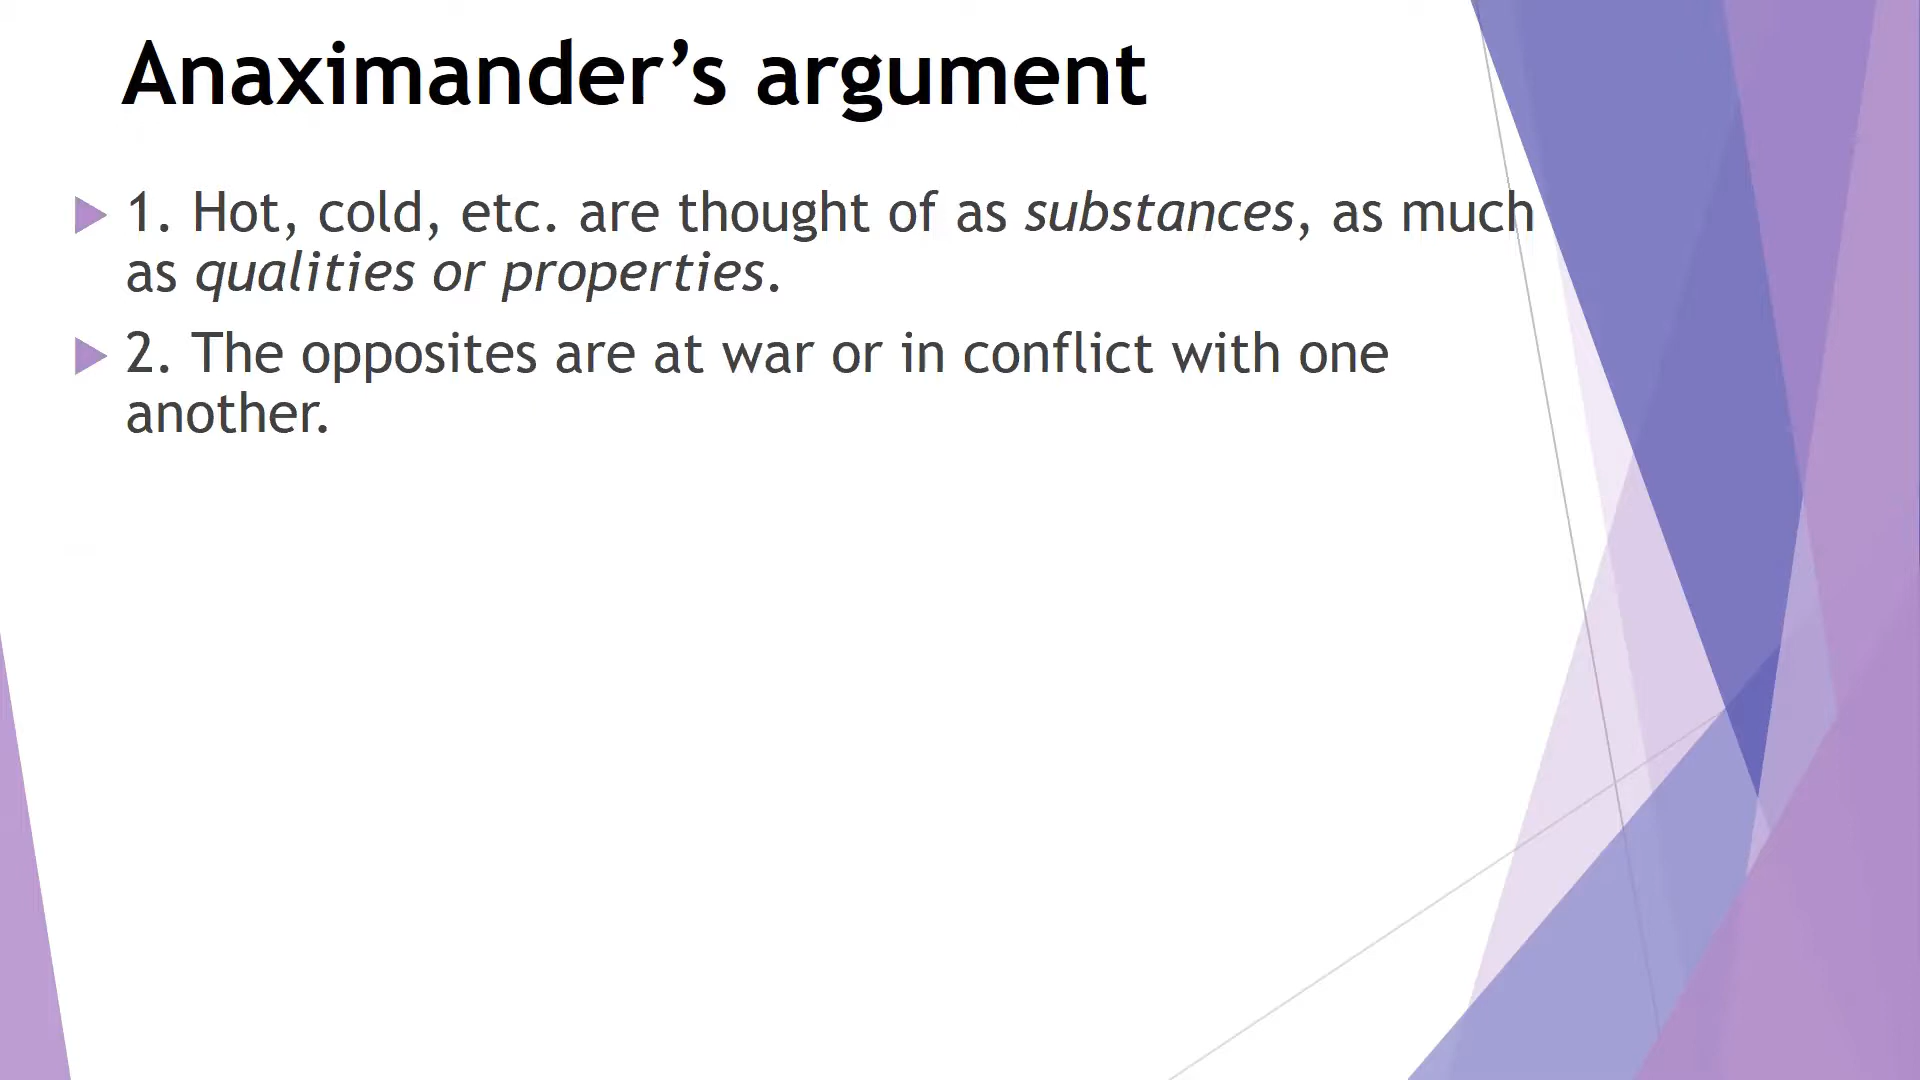 Anaximander’s argument
1. Hot, cold, etc. are thought of as substances, as much
as qualities or properties.
2. The opposites are at war or in conflict with one
another.